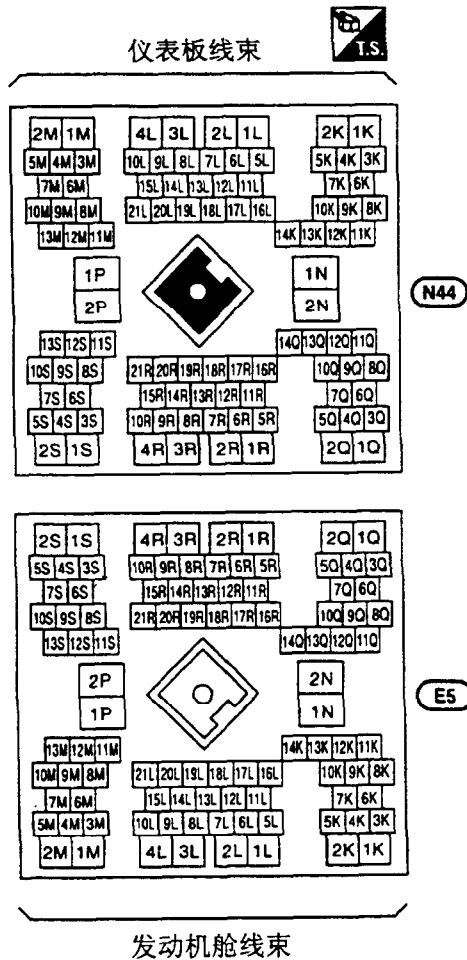 仪表板线束
T.S.
2M 1M 4L 3L 2L 1L 2K 1K
5M 4M 3M 10L 9L 8L 7L 6L 5L 5K 4K 3K
7M 6M 15L 14L 13L 12L 11L 7K 6K
10M 9M 8M 21L 20L 19L 18L 17L 16L 10K 9K 8K
13M 12M 11M 14K 13K 12K 11K
1P 1N
2P 2N
N44
13S 12S 11S 14Q 13Q 12Q 11Q
10S 9S 8S 21R 20R 19R 18R 17R 16R 10Q 9Q 8Q
7S 6S 15R 14R 13R 12R 11R 7Q 6Q
5S 4S 3S 10R 9R 8R 7R 6R 5R 5Q 4Q 3Q
2S 1S 4R 3R 2R 1R 2Q 1Q
2S 1S 4R 3R 2R 1R 2Q 1Q
5S 4S 3S 10R 9R 8R 7R 6R 5R 5Q 4Q 3Q
7S 6S 15R 14R 13R 12R 11R 7Q 6Q
10S 9S 8S 21R 20R 19R 18R 17R 16R 10Q 9Q 8Q
13S 12S 11S 14Q 13Q 12Q 11Q
2P 2N
1P 1N
E5
13M 12M 11M 14K 13K 12K 11K
10M 9M 8M 21L 20L 19L 18L 17L 16L 10K 9K 8K
7M 6M 15L 14L 13L 12L 11L 7K 6K
5M 4M 3M 10L 9L 8L 7L 6L 5L 5K 4K 3K
2M 1M 4L 3L 2L 1L 2K 1K
发动机舱线束